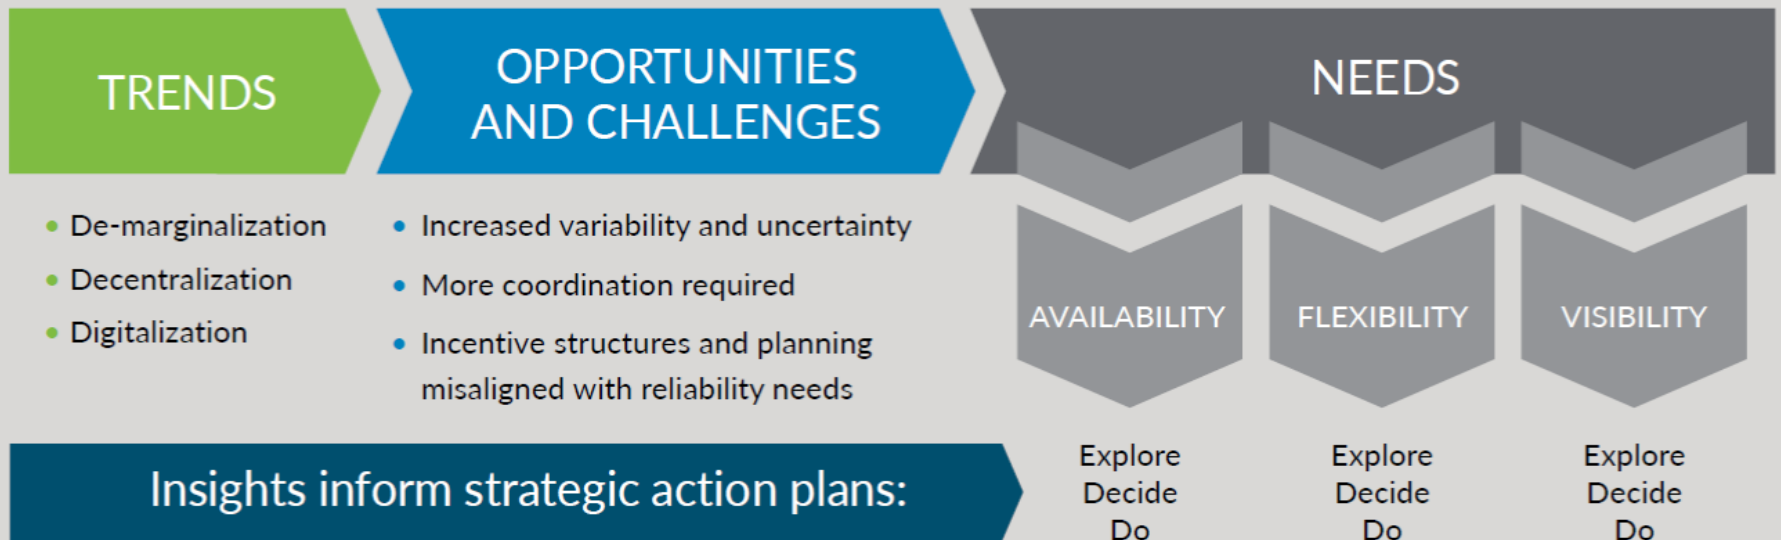 TRENDS
OPPORTUNITIES
AND CHALLENGES
NEEDS
De-marginalization
Decentralization
Digitalization
Increased variability and uncertainty
More coordination required
Incentive structures and planning
misaligned with reliability needs
AVAILABILITY
FLEXIBILITY
VISIBILITY
Insights inform strategic action plans:
Explore
Decide
Do
Explore
Decide
Do
Explore
Decide
Do